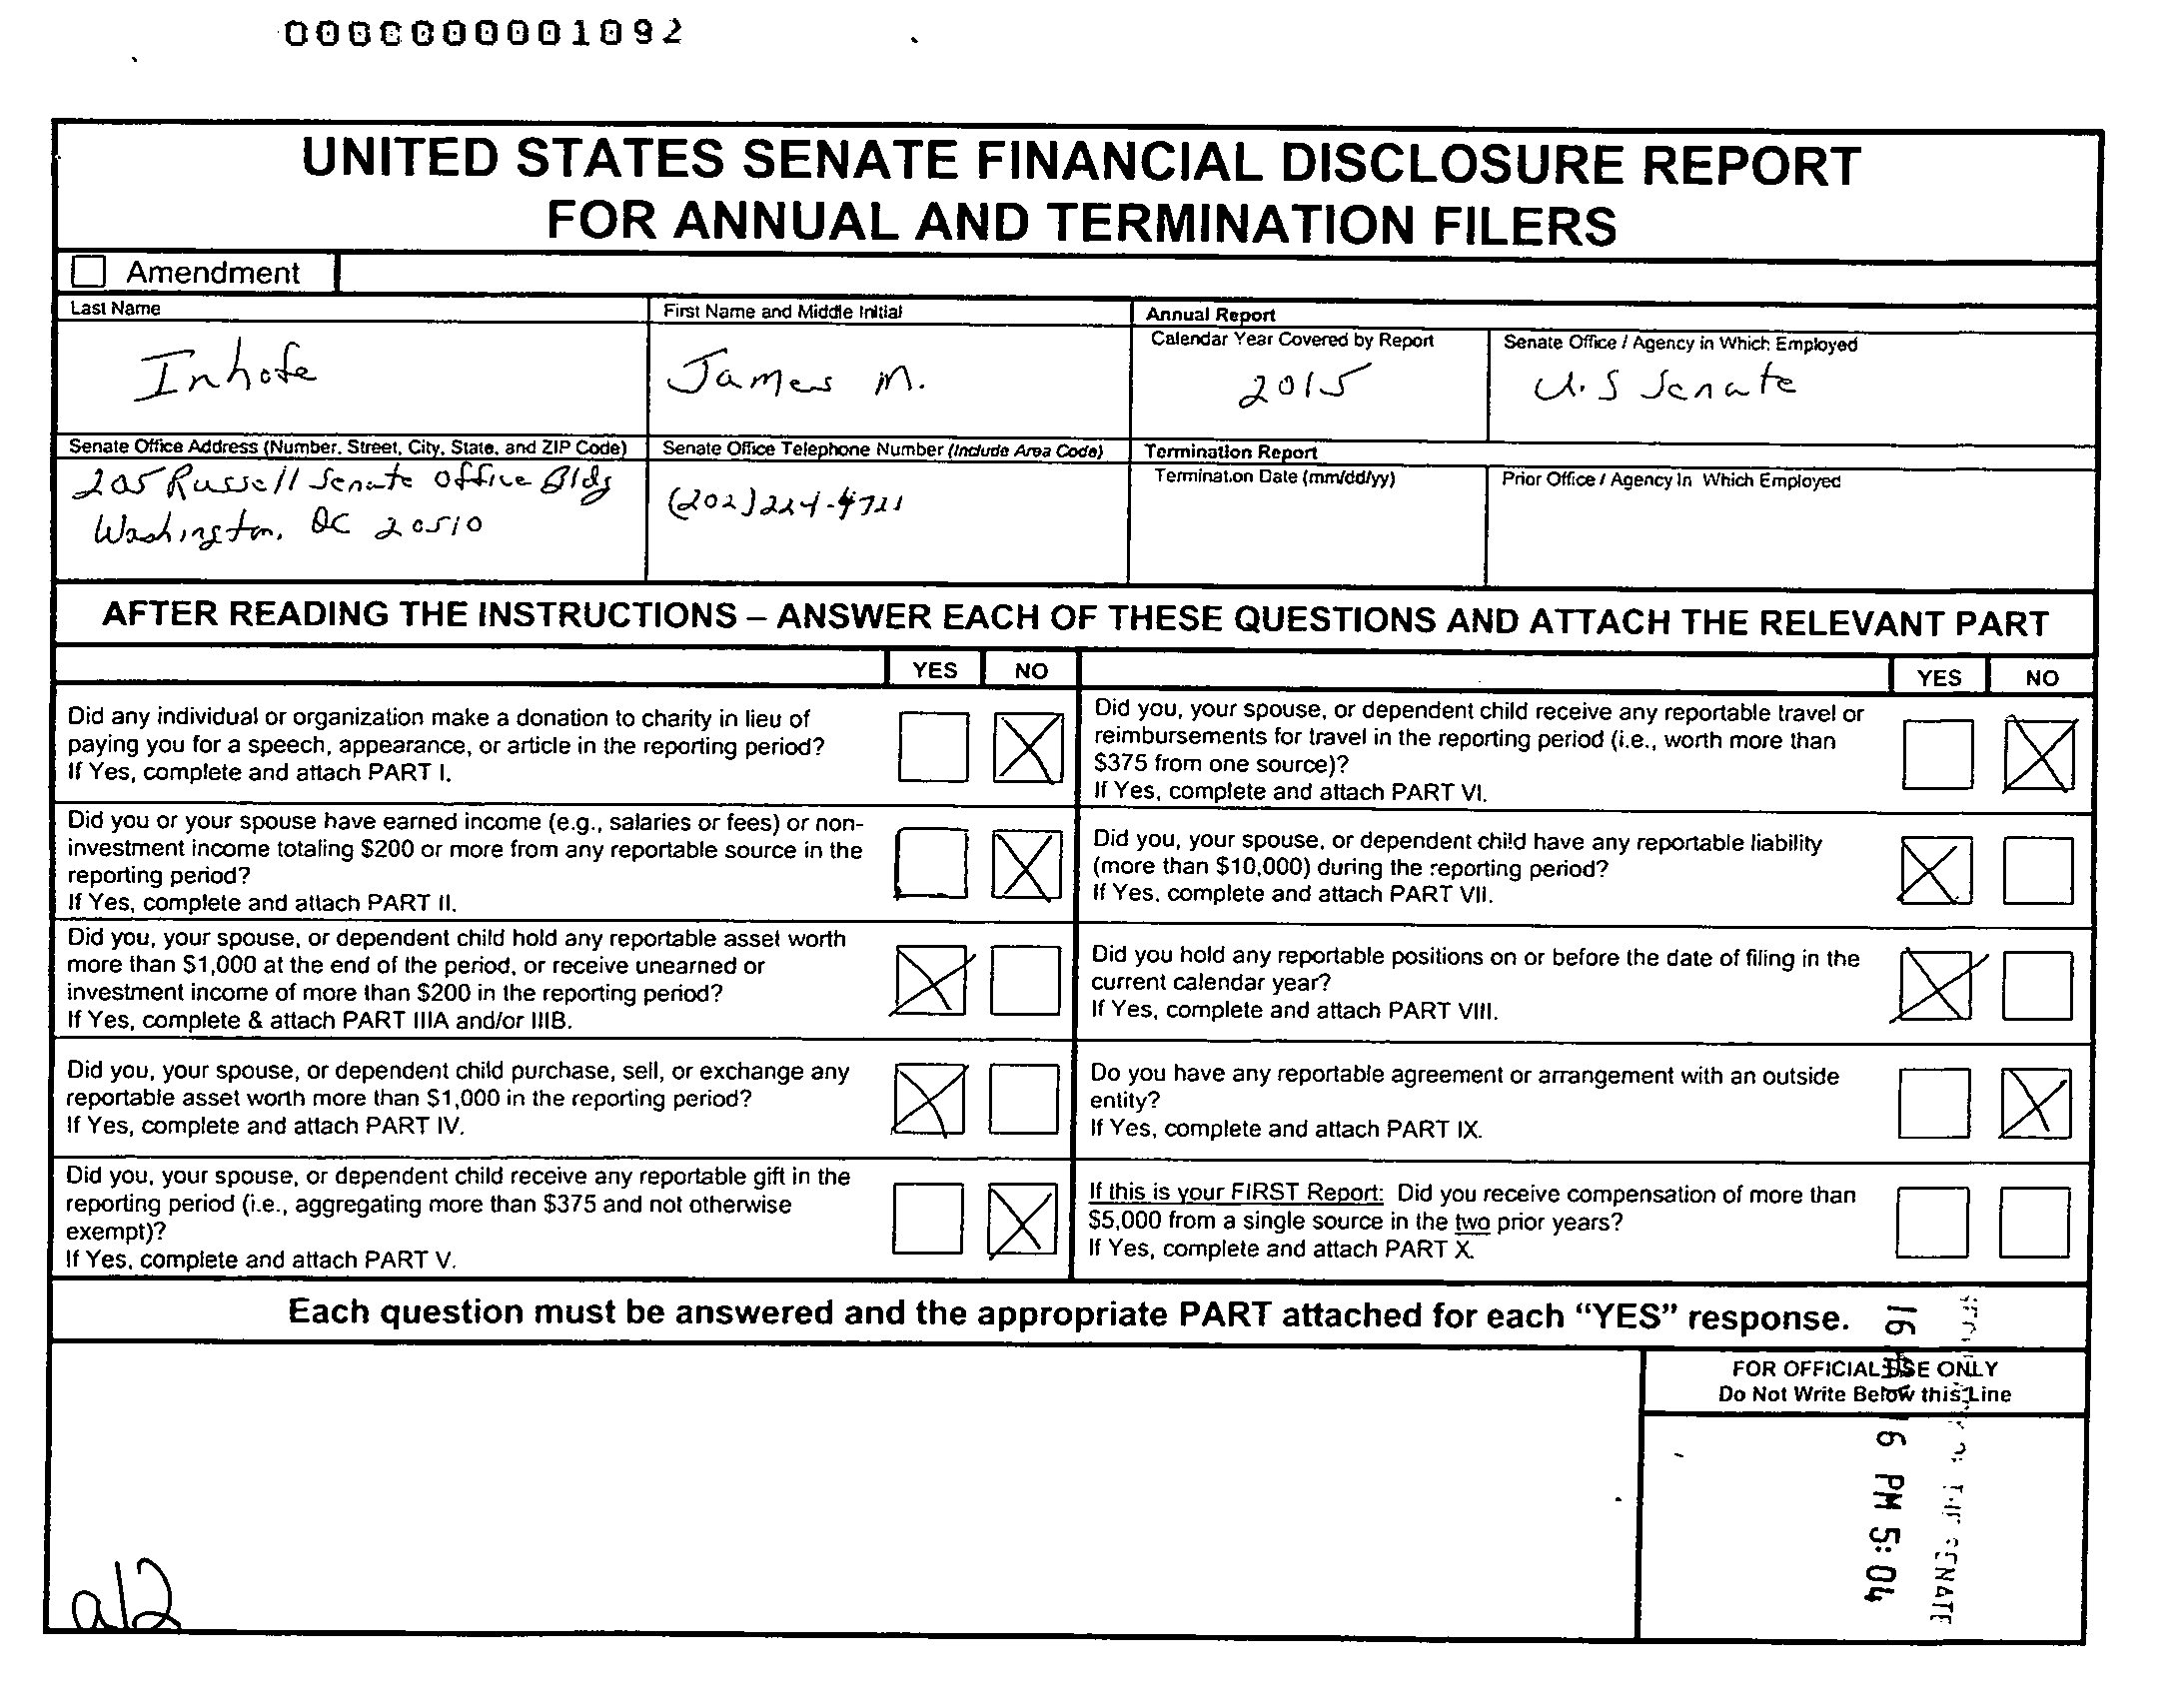 0000000001092
UNITED STATES SENATE FINANCIAL DISCLOSURE REPORT
FOR ANNUAL AND TERMINATION FILERS
Amendment
Last Name
Inhofe
First Name and Middle Initial
James M.
Annual Report
Calendar Year Covered by Report
2015
Senate Office / Agency in Which Employed
U.S Senate
Senate Office Address (Number, Street, City, State, and ZIP Code)
205 Russell Senate Office Bldg
Washington, DC 20510
Senate Office Telephone Number (Include Area Code)
(202) 224-4721
Termination Report
Termination Date (mm/dd/yy)
Prior Office / Agency In Which Employed
AFTER READING THE INSTRUCTIONS – ANSWER EACH OF THESE QUESTIONS AND ATTACH THE RELEVANT PART
YES NO
Did any individual or organization make a donation to charity in lieu of
paying you for a speech, appearance, or article in the reporting period?
If Yes, complete and attach PART I.
Did you or your spouse have earned income (e.g., salaries or fees) or non-
investment income totaling $200 or more from any reportable source in the
reporting period?
If Yes, complete and attach PART II.
Did you, your spouse, or dependent child hold any reportable asset worth
more than $1,000 at the end of the period, or receive unearned or
investment income of more than $200 in the reporting period?
If Yes, complete & attach PART IIIA and/or IIIB.
Did you, your spouse, or dependent child purchase, sell, or exchange any
reportable asset worth more than $1,000 in the reporting period?
If Yes, complete and attach PART IV.
Did you, your spouse, or dependent child receive any reportable gift in the
reporting period (i.e., aggregating more than $375 and not otherwise
exempt)?
If Yes, complete and attach PART V.
YES NO
Did you, your spouse, or dependent child receive any reportable travel or
reimbursements for travel in the reporting period (i.e., worth more than
$375 from one source)?
If Yes, complete and attach PART VI.
Did you, your spouse, or dependent child have any reportable liability
(more than $10,000) during the reporting period?
If Yes, complete and attach PART VII.
Did you hold any reportable positions on or before the date of filing in the
current calendar year?
If Yes, complete and attach PART VIII.
Do you have any reportable agreement or arrangement with an outside
entity?
If Yes, complete and attach PART IX.
If this is your FIRST Report: Did you receive compensation of more than
$5,000 from a single source in the two prior years?
If Yes, complete and attach PART X.
Each question must be answered and the appropriate PART attached for each “YES” response.
FOR OFFICIAL USE ONLY
Do Not Write Below this Line
16 6 PM 5:04
SENATE